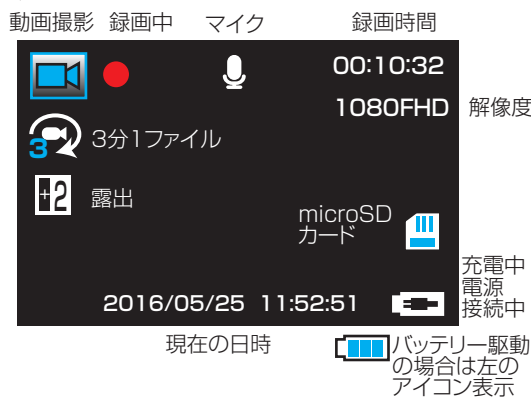 動画撮影 録画中 マイク 録画時間
00:10:32
1080FHD 解像度
3
3分1ファイル
+2 露出
microSD
カード
充電中
電源
接続中
2016/05/25 11:52:51
現在の日時
バッテリー駆動
の場合は左の
アイコン表示